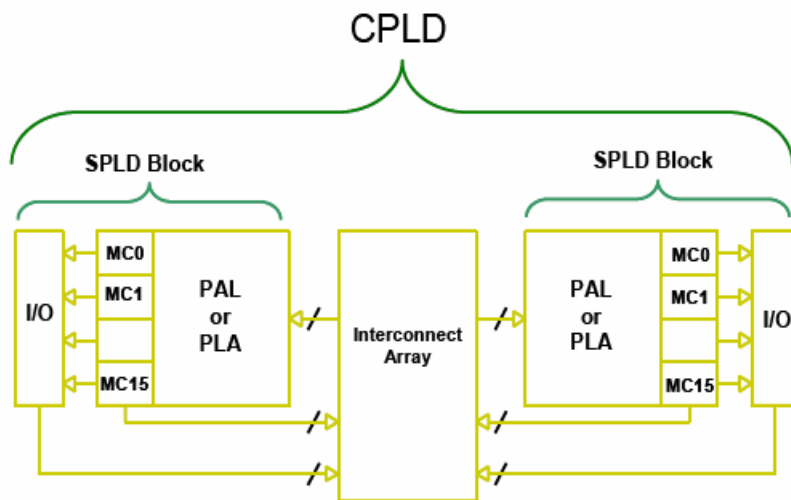 CPLD
SPLD Block
SPLD Block
I/O
MC0
MC1
MC15
PAL
or
PLA
Interconnect
Array
PAL
or
PLA
MC0
MC1
MC15
I/O